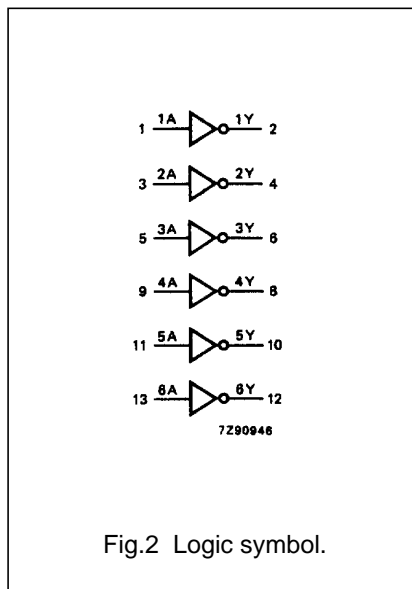 1 1A 1Y 2
3 2A 2Y 4
5 3A 3Y 6
9 4A 4Y 8
11 5A 5Y 10
13 6A 6Y 12
7Z90946
Fig.2 Logic symbol.